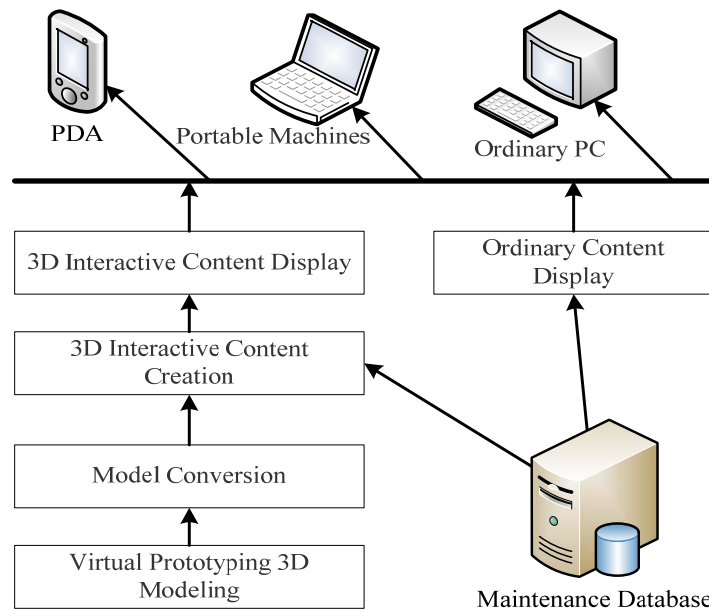 PDA
Portable Machines
Ordinary PC
3D Interactive Content Display
Ordinary Content
Display
3D Interactive Content
Creation
Model Conversion
Virtual Prototyping 3D
Modeling
Maintenance Database